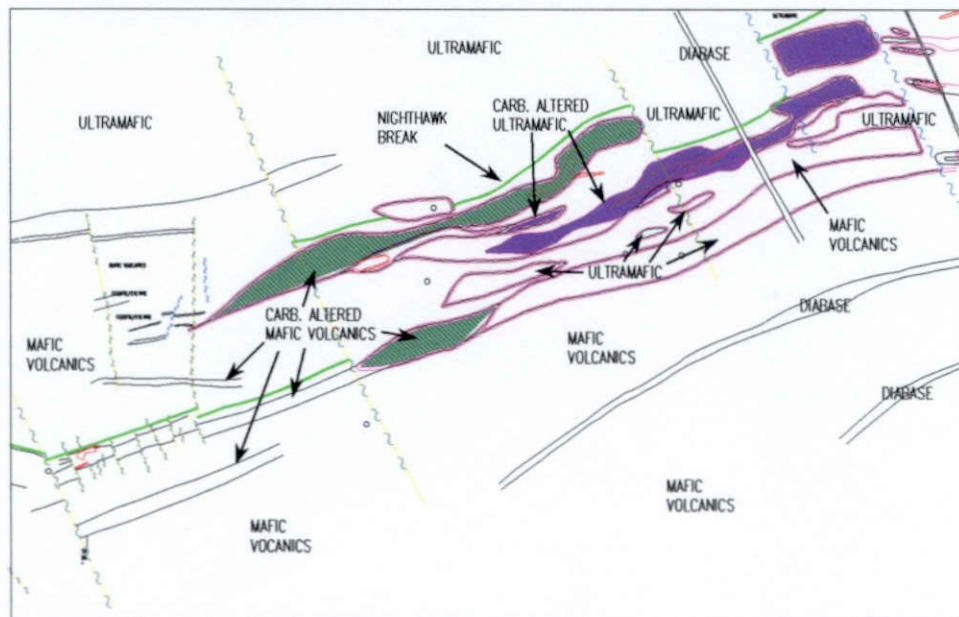 ULTRAMAFIC
DIABASE
ULTRAMAFIC
NIGHTHAWK
BREAK
CARB. ALTERED
ULTRAMAFIC
ULTRAMAFIC
ULTRAMAFIC
MAFIC
VOLCANICS
ULTRAMAFIC
CARB. ALTERED
MAFIC VOLCANICS
MAFIC
VOLCANICS
MAFIC
VOLCANICS
DIABASE
DIABASE
MAFIC
VOLCANICS
MAFIC
VOCANICS